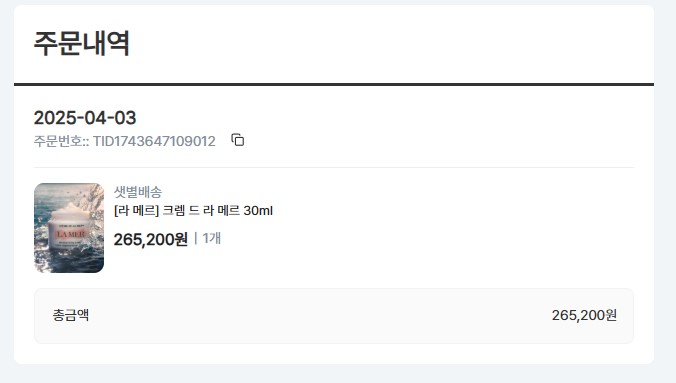 주문내역
2025-04-03
주문번호:: TID1743647109012
샛별배송
[라 메르] 크렘 드 라 메르 30ml
265,200원 | 1개
LA MER
총금액 265,200원